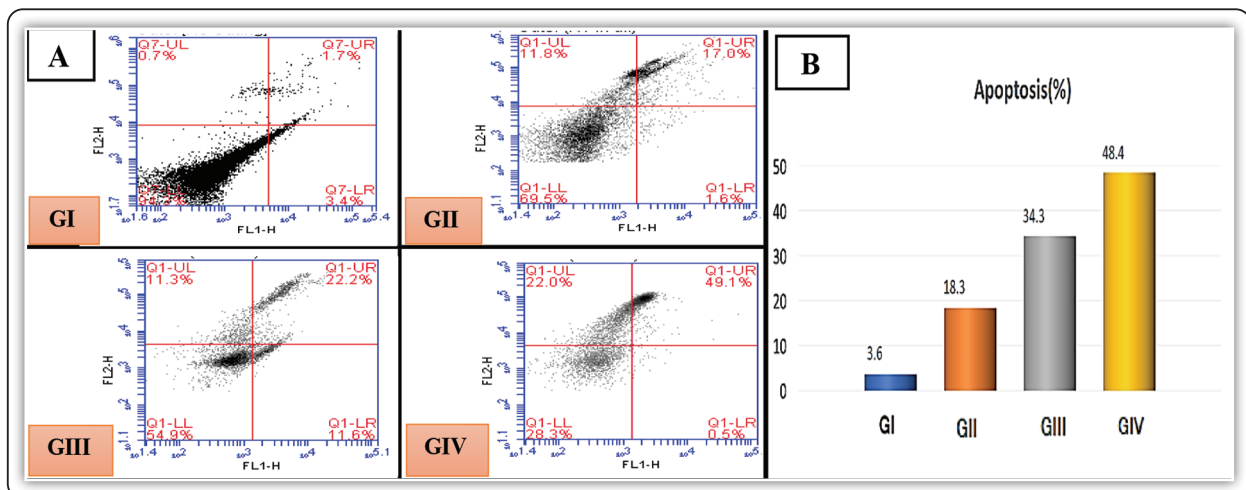 A
Q7-UL
0.7%
Q7-UR
1.7%
Q7-LR
3.4%
FL2-H
FL1-H
GI
Q1-UL
11.8%
Q1-UR
17.0%
Q1-LL
69.5%
Q1-LR
1.6%
FL2-H
FL1-H
GII
Q1-UL
11.3%
Q1-UR
22.2%
Q1-LL
54.9%
Q1-LR
11.6%
FL2-H
FL1-H
GIII
Q1-UL
22.0%
Q1-UR
49.1%
Q1-LL
28.3%
Q1-LR
0.5%
FL2-H
FL1-H
GIV
B
Apoptosis(%)
50
40
30
20
10
0
3.6
18.3
34.3
48.4
GI
GII
GIII
GIV